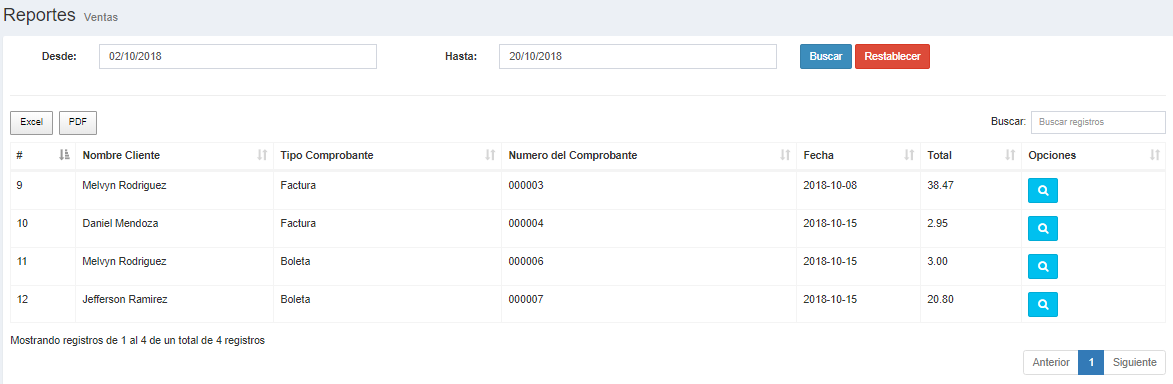 Reportes Ventas
Desde: 02/10/2018 Hasta: 20/10/2018 Buscar Restablecer
Excel PDF Buscar: Buscar registros
# Nombre Cliente Tipo Comprobante Numero del Comprobante Fecha Total Opciones
9 Melvyn Rodriguez Factura 000003 2018-10-08 38.47
10 Daniel Mendoza Factura 000004 2018-10-15 2.95
11 Melvyn Rodriguez Boleta 000006 2018-10-15 3.00
12 Jefferson Ramirez Boleta 000007 2018-10-15 20.80
Mostrando registros de 1 al 4 de un total de 4 registros
Anterior 1 Siguiente